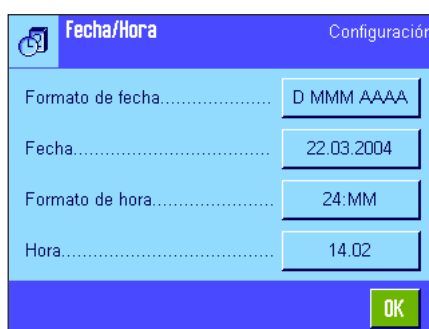 Fecha/Hora Configuración
Formato de fecha..................... D MMM AAAA
Fecha..................................... 22.03.2004
Formato de hora....................... 24:MM
Hora........................................ 14.02
OK